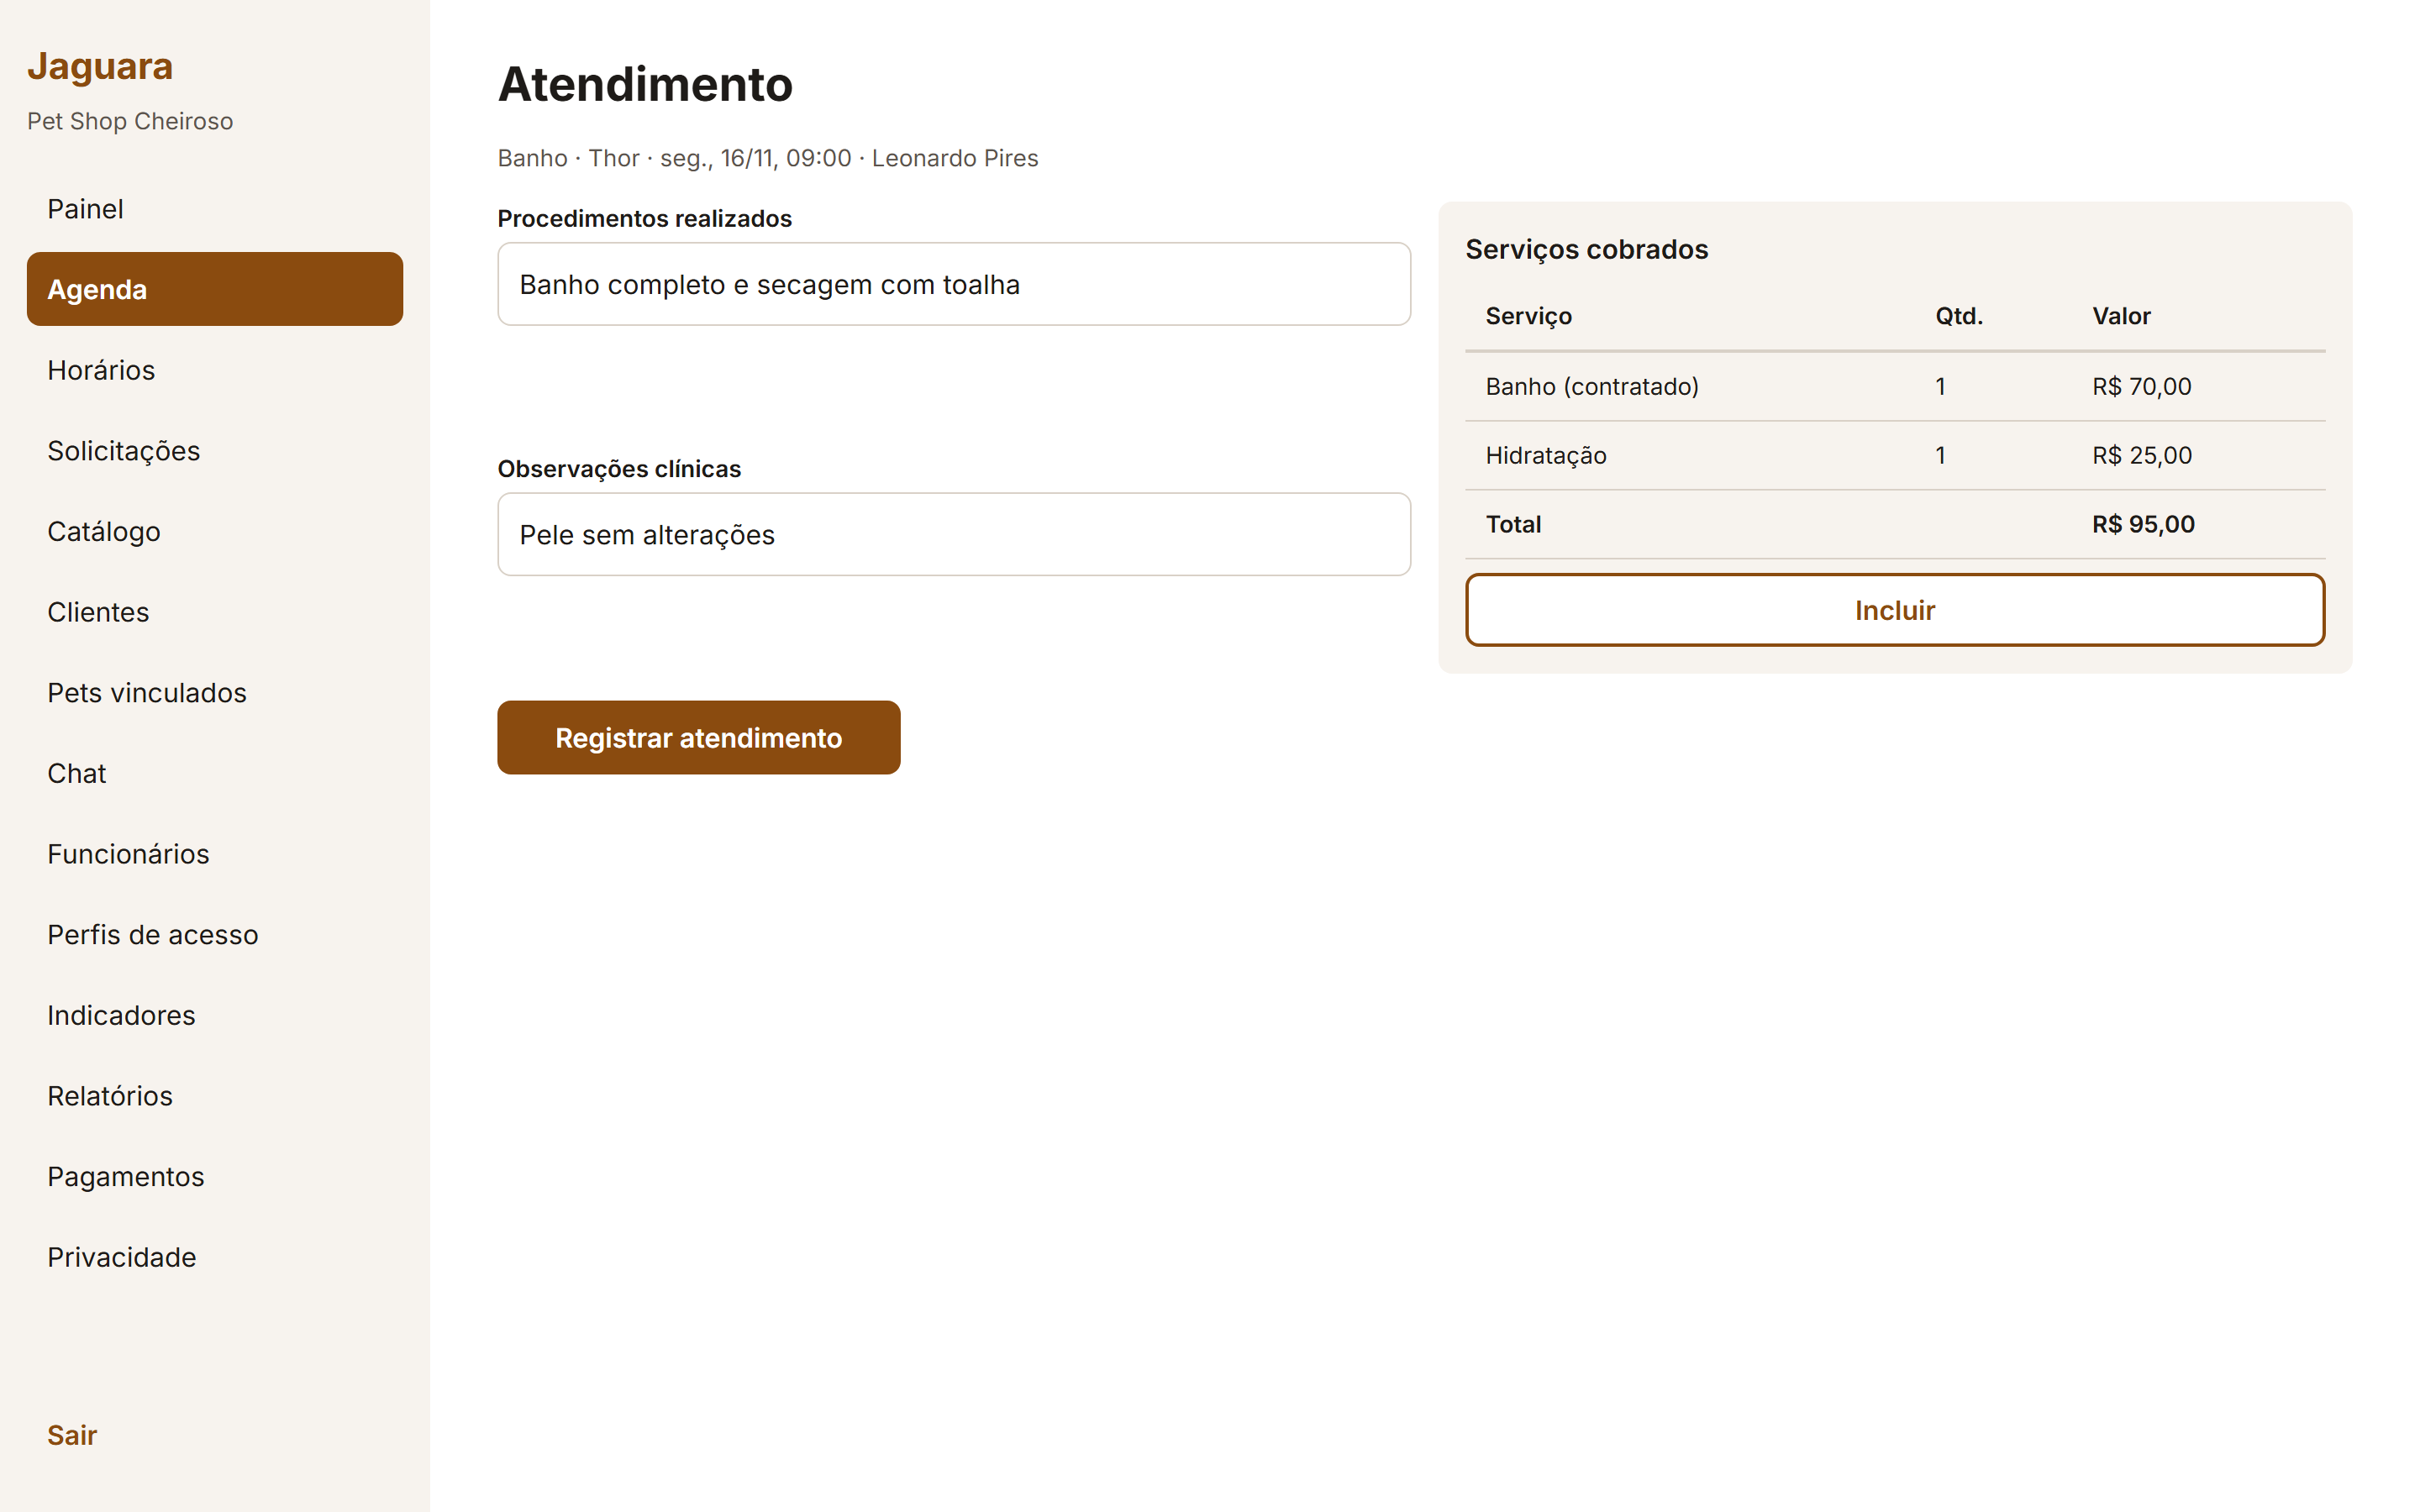 Jaguara
Pet Shop Cheiroso
Painel
Agenda
Horários
Solicitações
Catálogo
Clientes
Pets vinculados
Chat
Funcionários
Perfis de acesso
Indicadores
Relatórios
Pagamentos
Privacidade
Sair
Atendimento
Banho · Thor · seg., 16/11, 09:00 · Leonardo Pires
Procedimentos realizados
Banho completo e secagem com toalha
Observações clínicas
Pele sem alterações
Registrar atendimento
Serviços cobrados
Serviço Qtd. Valor
Banho (contratado) 1 R$ 70,00
Hidratação 1 R$ 25,00
Total R$ 95,00
Incluir